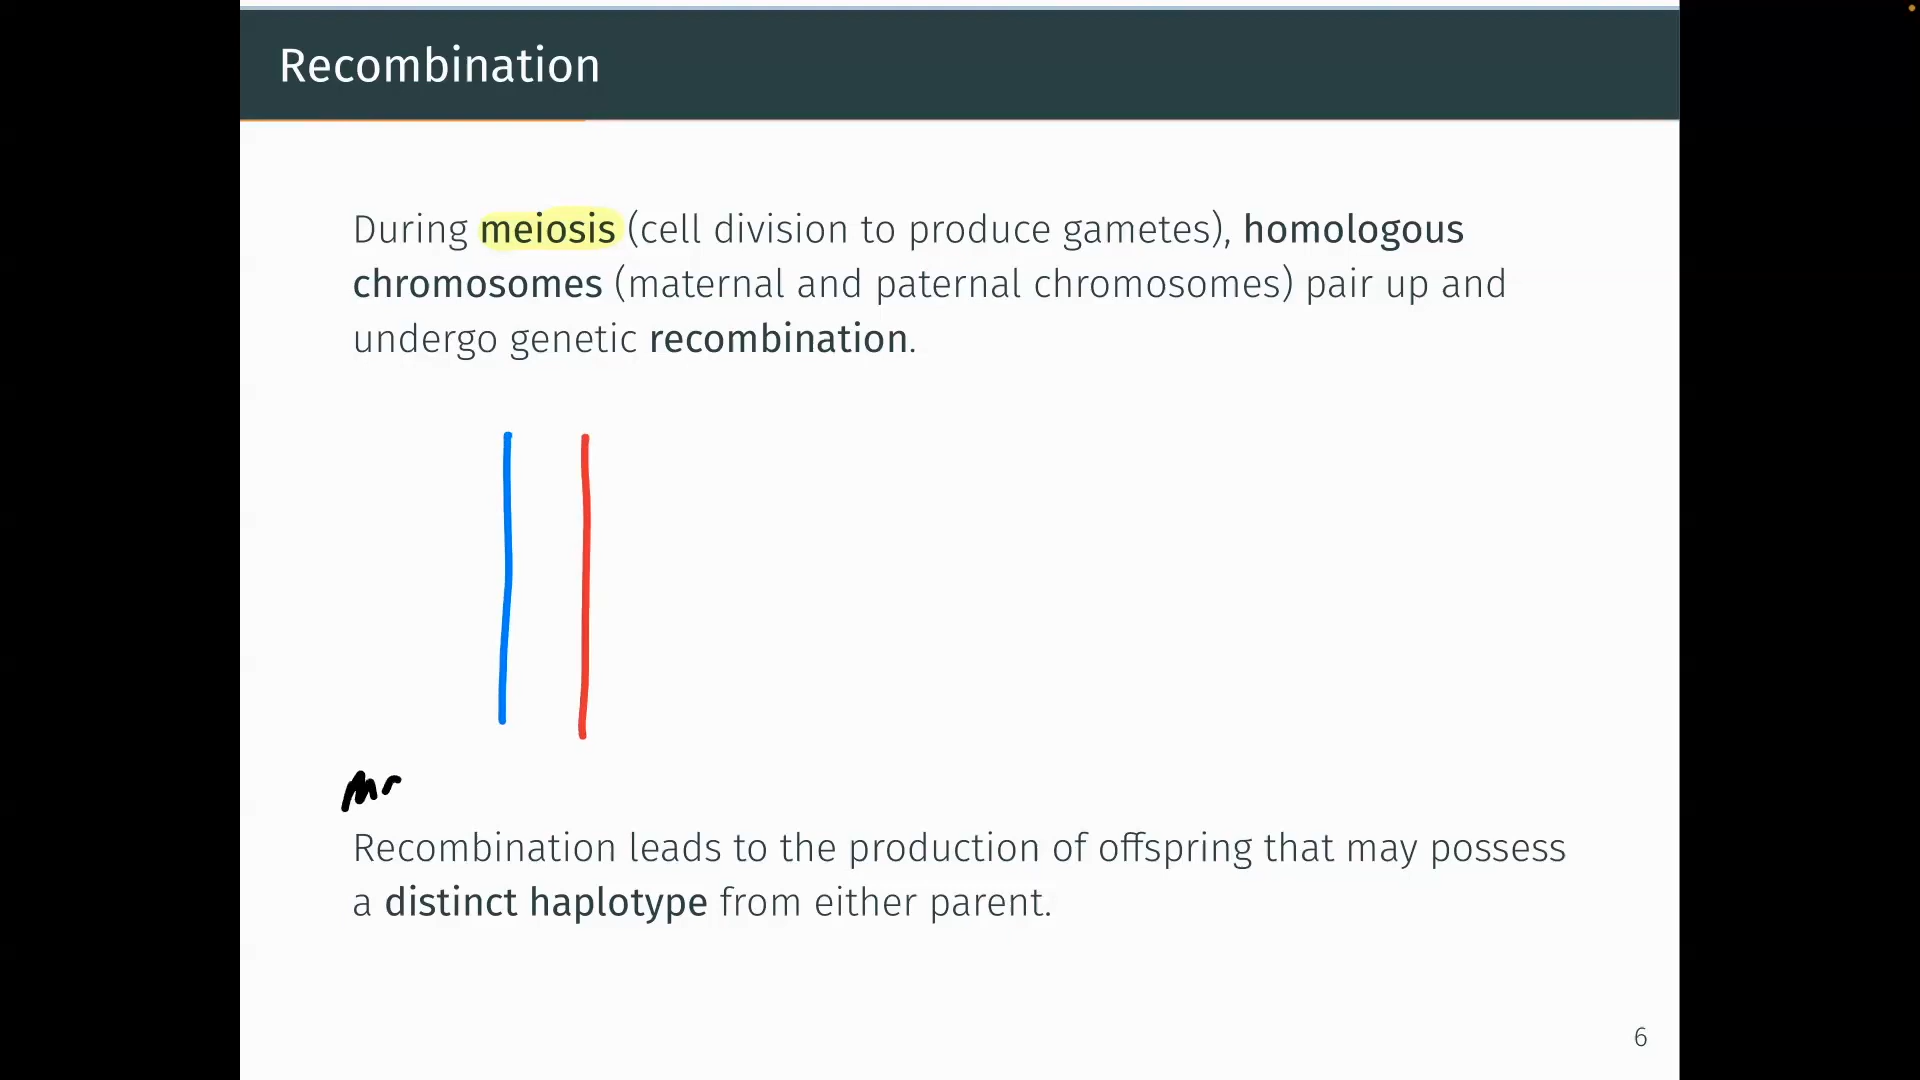 Recombination
During meiosis (cell division to produce gametes), homologous
chromosomes (maternal and paternal chromosomes) pair up and
undergo genetic recombination.
Recombination leads to the production of offspring that may possess
a distinct haplotype from either parent.
6